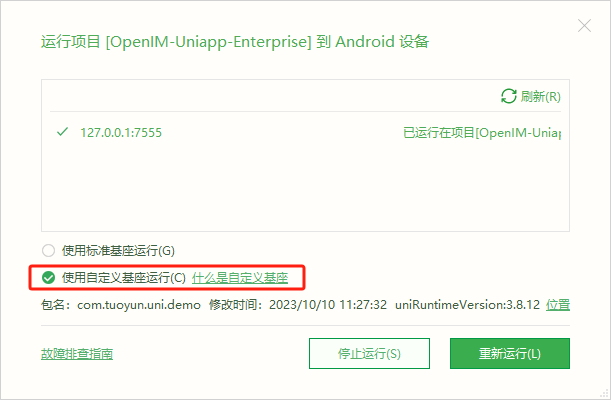 运行项目 [OpenIM-Uniapp-Enterprise] 到 Android 设备
刷新(R)
127.0.0.1:7555 已运行在项目[OpenIM-Uniap
使用标准基座运行(G)
使用自定义基座运行(C) 什么是自定义基座
包名：com.tuoyun.uni.demo 修改时间：2023/10/10 11:27:32 uniRuntimeVersion:3.8.12 位置
故障排查指南 停止运行(S) 重新运行(L)